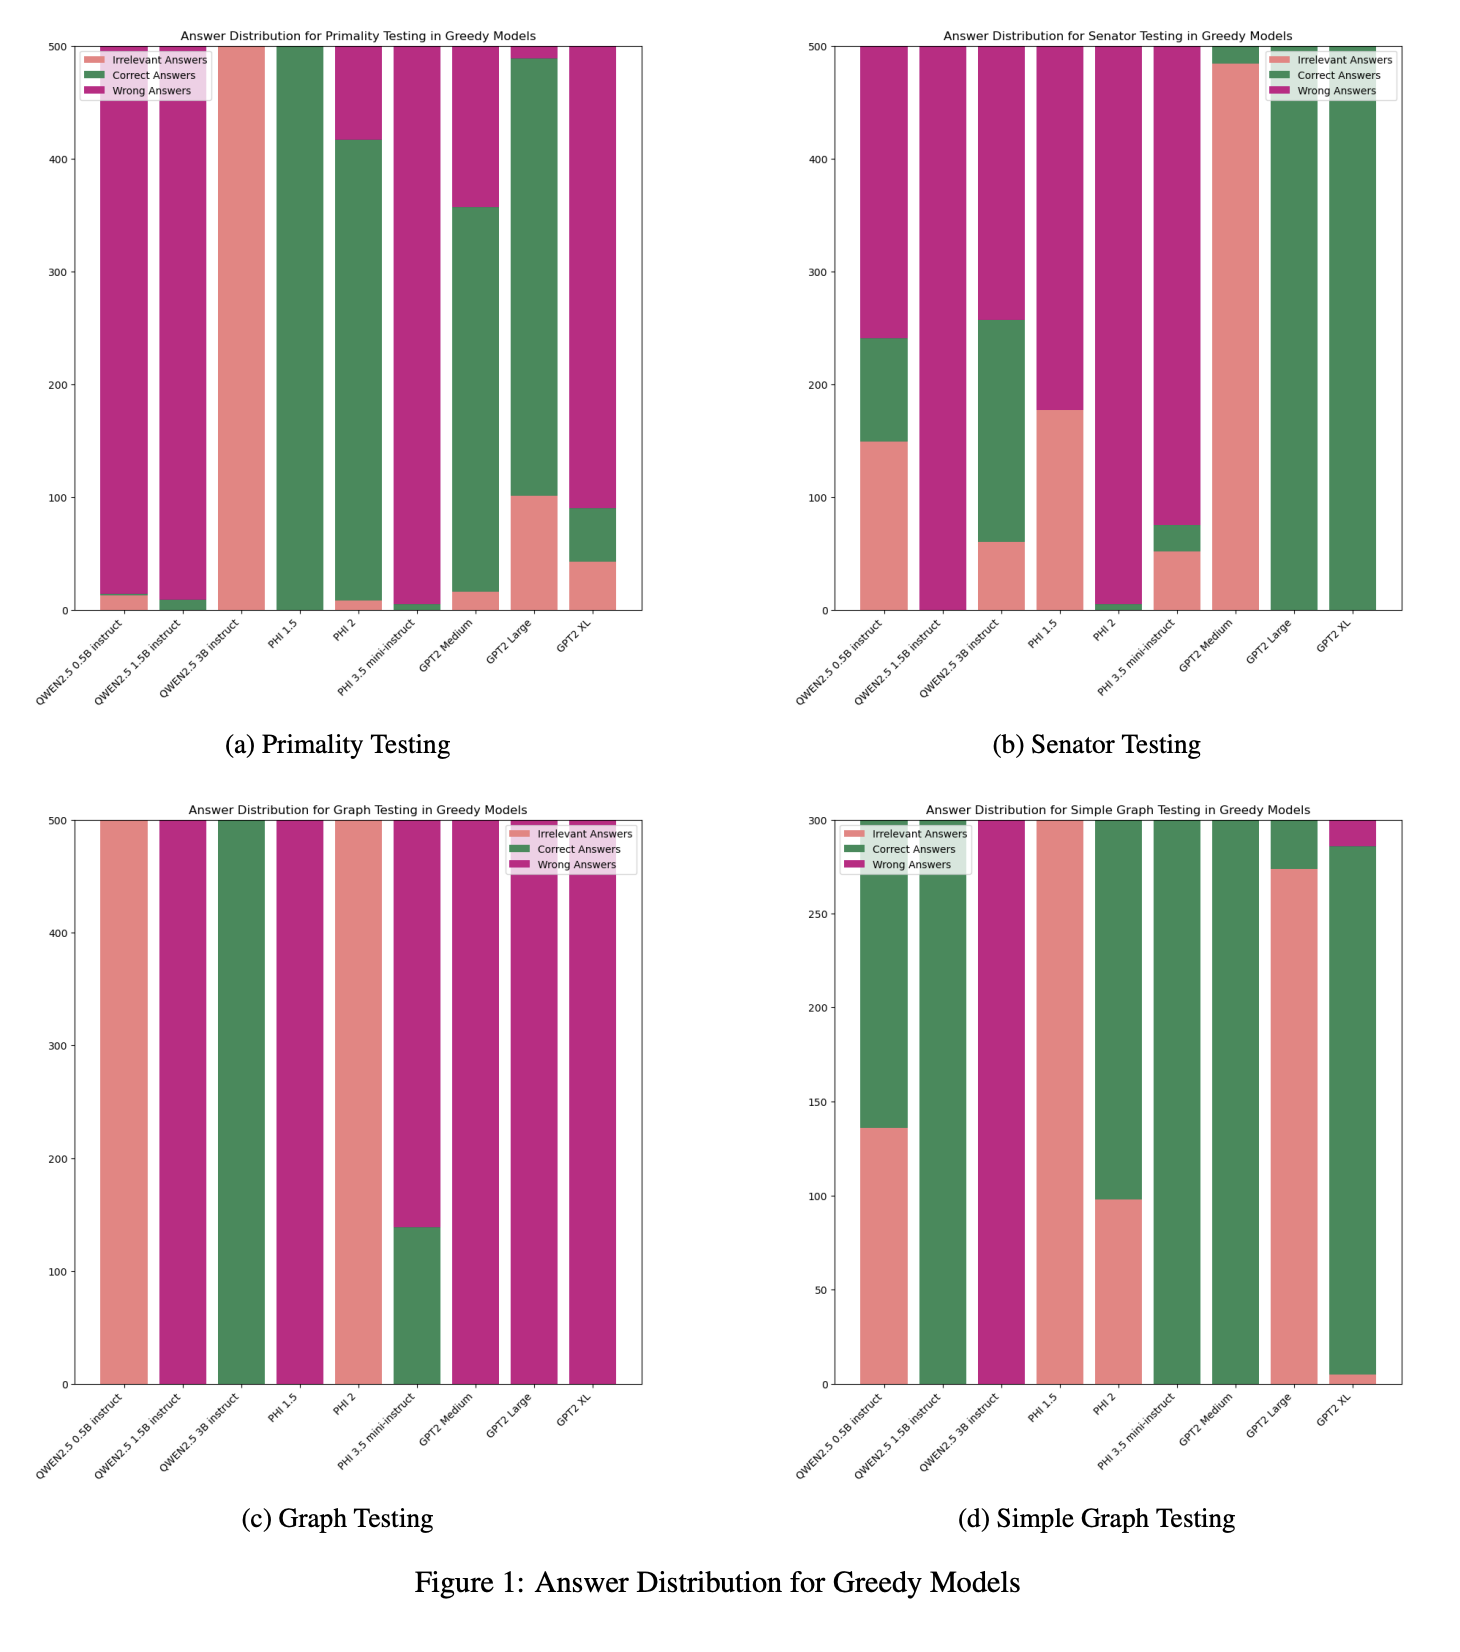 Answer Distribution for Primality Testing in Greedy Models
500
400
300
200
100
0
Irrelevant Answers
Correct Answers
Wrong Answers
QWEN2.5 0.5B instruct
QWEN2.5 1.5B instruct
QWEN2.5 3B instruct
PHI 1.5
PHI 2
PHI 3.5 mini-instruct
GPT2 Medium
GPT2 Large
GPT2 XL
(a) Primality Testing
Answer Distribution for Senator Testing in Greedy Models
500
400
300
200
100
0
Irrelevant Answers
Correct Answers
Wrong Answers
QWEN2.5 0.5B instruct
QWEN2.5 1.5B instruct
QWEN2.5 3B instruct
PHI 1.5
PHI 2
PHI 3.5 mini-instruct
GPT2 Medium
GPT2 Large
GPT2 XL
(b) Senator Testing
Answer Distribution for Graph Testing in Greedy Models
500
400
300
200
100
0
Irrelevant Answers
Correct Answers
Wrong Answers
QWEN2.5 0.5B instruct
QWEN2.5 1.5B instruct
QWEN2.5 3B instruct
PHI 1.5
PHI 2
PHI 3.5 mini-instruct
GPT2 Medium
GPT2 Large
GPT2 XL
(c) Graph Testing
Answer Distribution for Simple Graph Testing in Greedy Models
300
250
200
150
100
50
0
Irrelevant Answers
Correct Answers
Wrong Answers
QWEN2.5 0.5B instruct
QWEN2.5 1.5B instruct
QWEN2.5 3B instruct
PHI 1.5
PHI 2
PHI 3.5 mini-instruct
GPT2 Medium
GPT2 Large
GPT2 XL
(d) Simple Graph Testing
Figure 1: Answer Distribution for Greedy Models